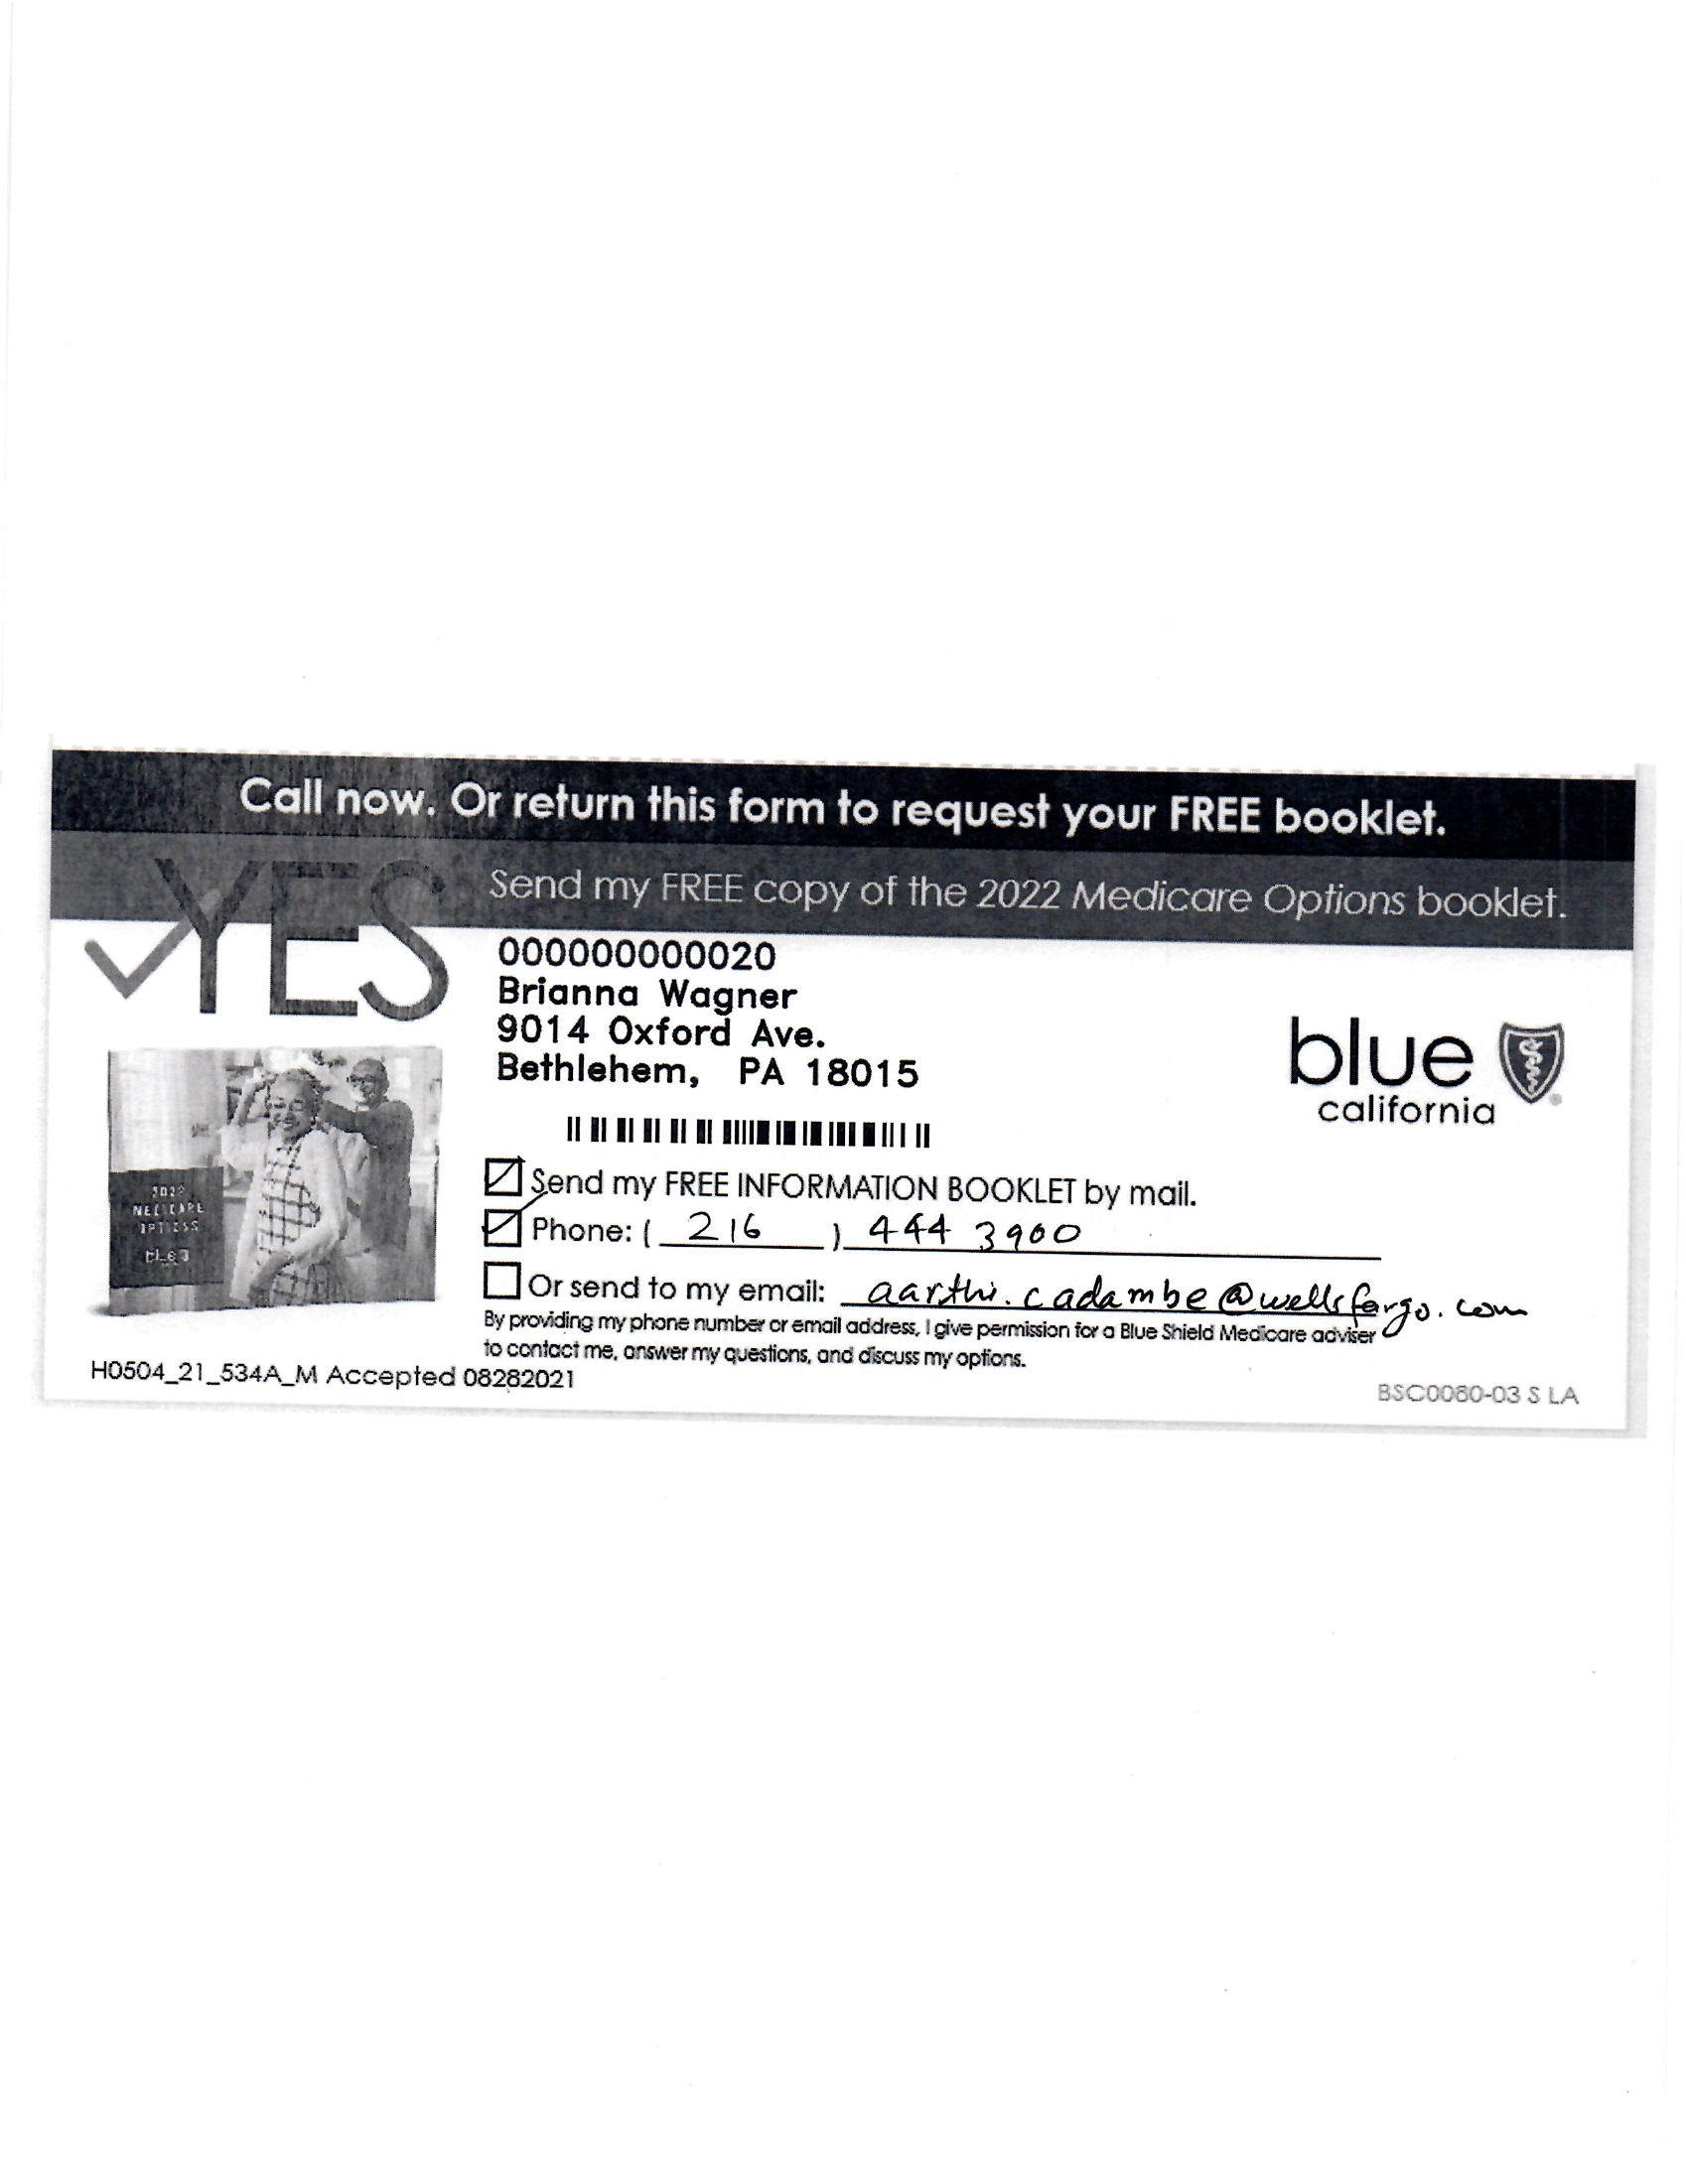 Call now. Or return this form to request your FREE booklet.
YES
Send my FREE copy of the 2022 Medicare Options booklet.
000000000020
Brianna Wagner
9014 Oxford Ave.
Bethlehem, PA 18015
blue
california
Send my FREE INFORMATION BOOKLET by mail.
Phone: ( 216 ) 444 3900
Or send to my email: aarthi.cadambe@wellsfargo.com
By providing my phone number or email address, I give permission for a Blue Shield Medicare adviser
to contact me, answer my questions, and discuss my options.
H0504_21_534A_M Accepted 08282021
BSC0080-03 S LA